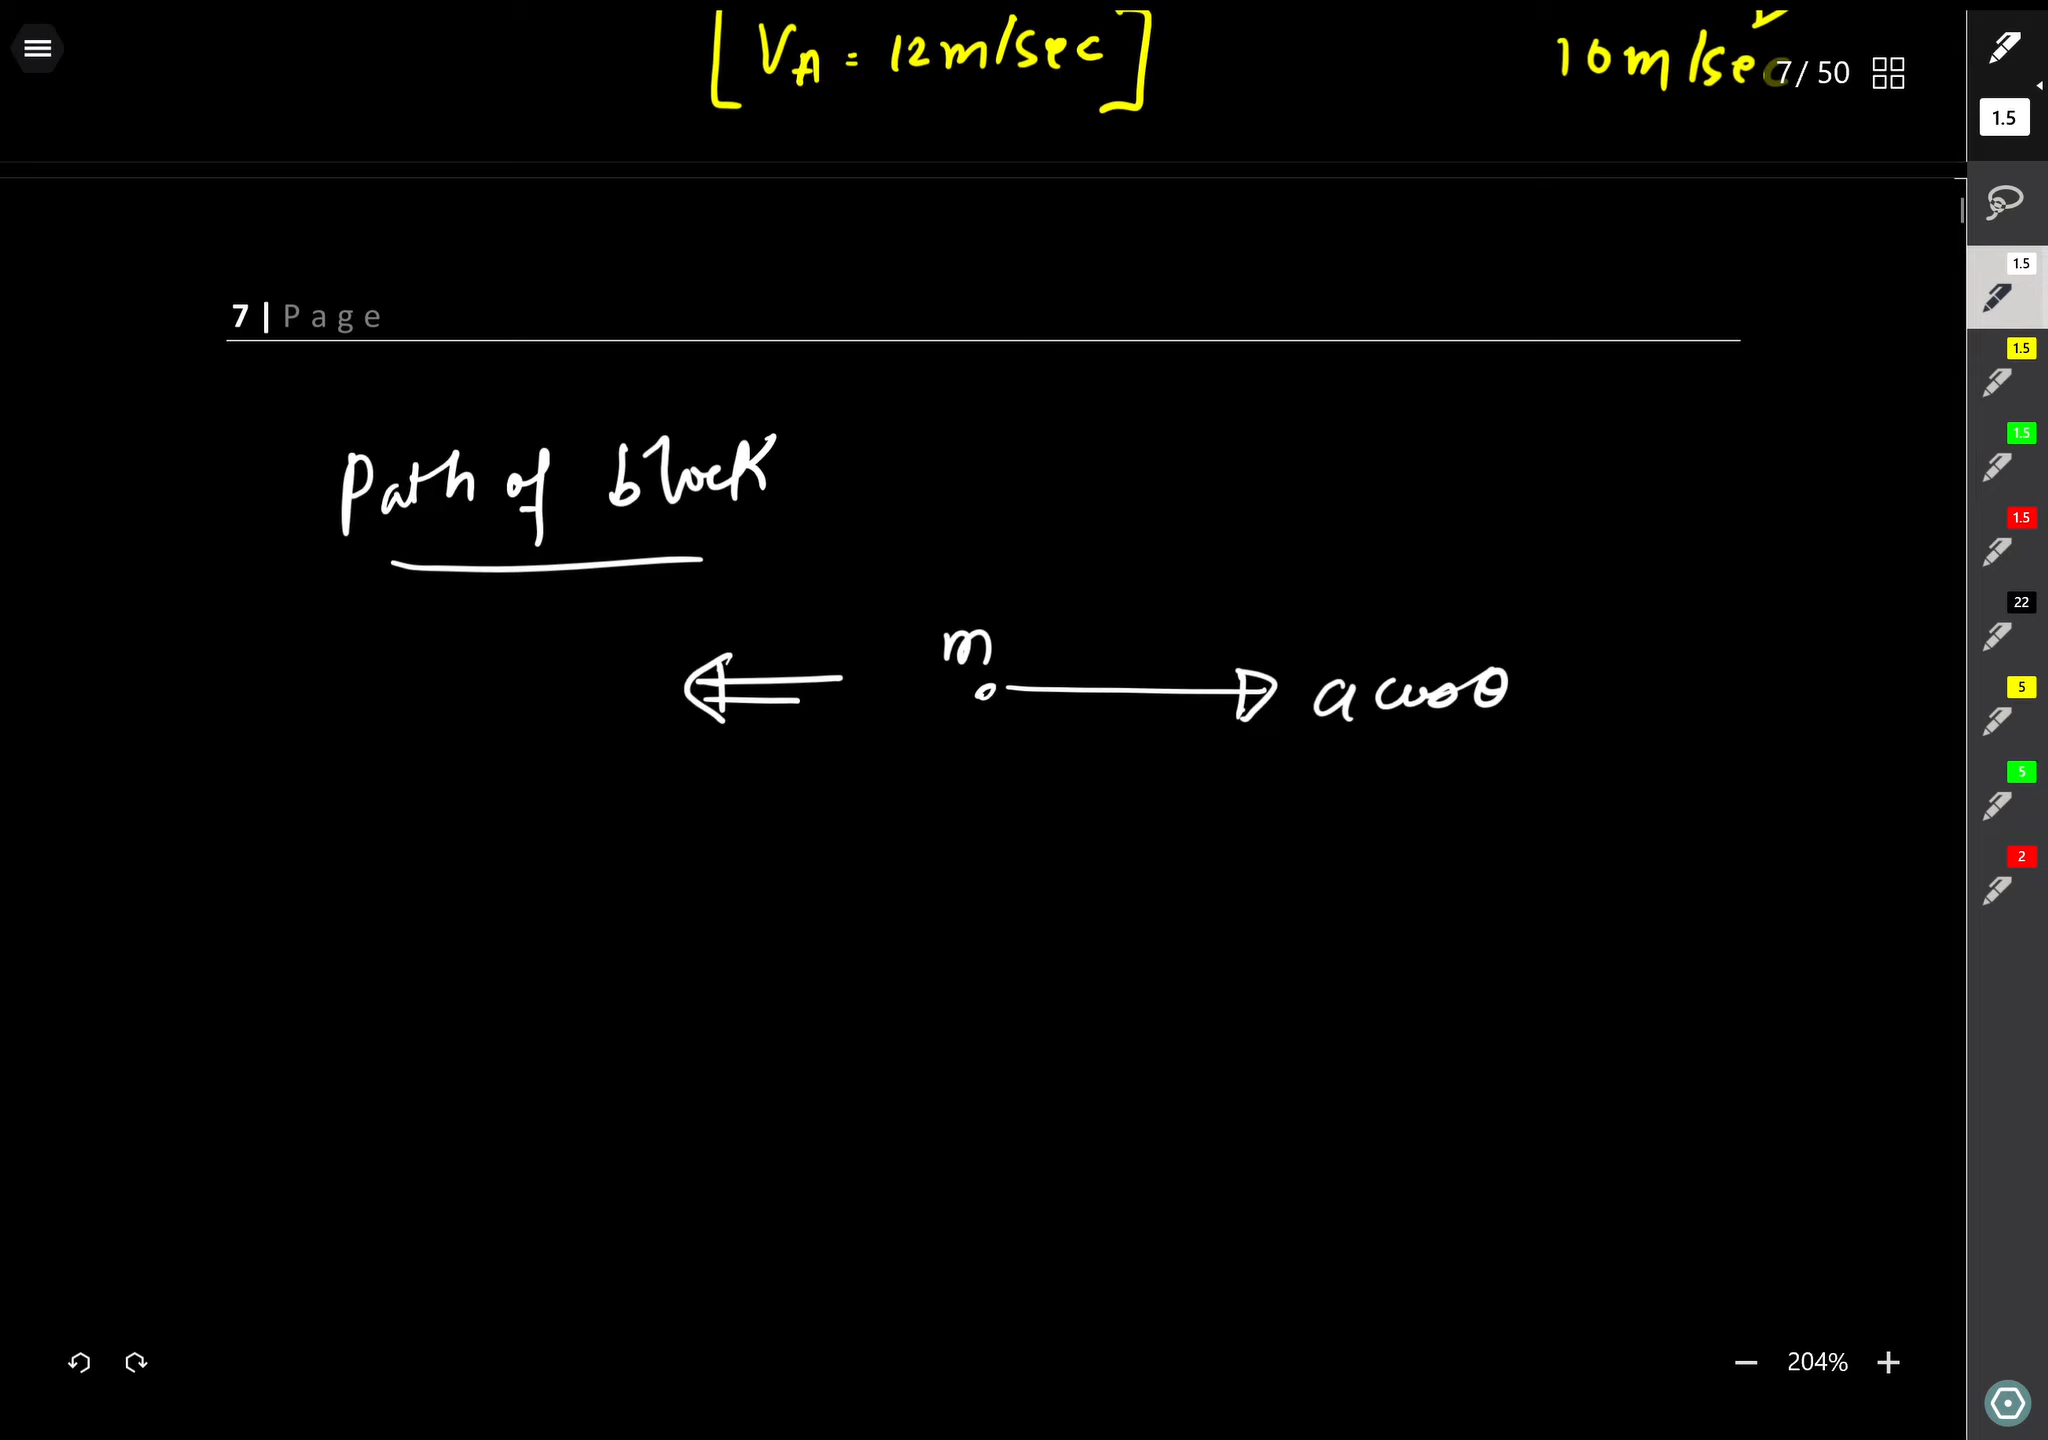 [ VA = 12m/sec ]
10m/sec
7/ 50
1.5
1.5
7 | Page
1.5
1.5
Path of block
1.5
22
m
a cosθ
5
5
2
204%